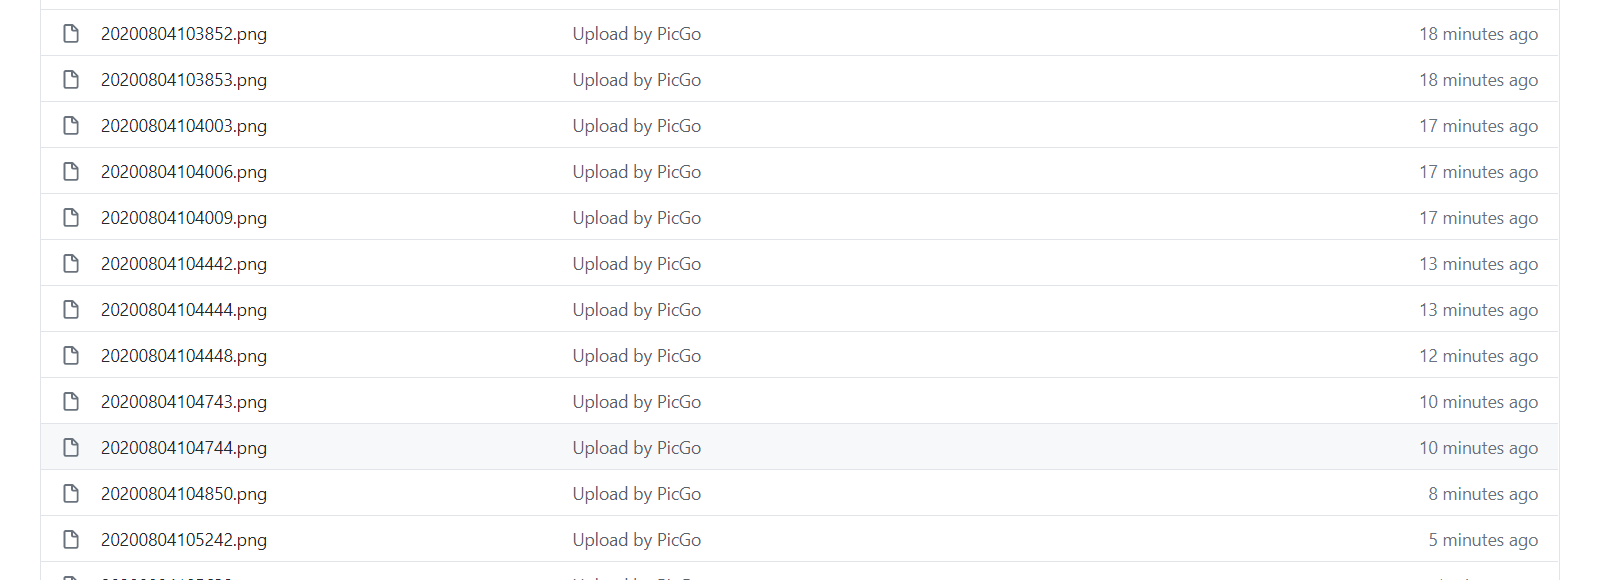 20200804103852.png Upload by PicGo 18 minutes ago
20200804103853.png Upload by PicGo 18 minutes ago
20200804104003.png Upload by PicGo 17 minutes ago
20200804104006.png Upload by PicGo 17 minutes ago
20200804104009.png Upload by PicGo 17 minutes ago
20200804104442.png Upload by PicGo 13 minutes ago
20200804104444.png Upload by PicGo 13 minutes ago
20200804104448.png Upload by PicGo 12 minutes ago
20200804104743.png Upload by PicGo 10 minutes ago
20200804104744.png Upload by PicGo 10 minutes ago
20200804104850.png Upload by PicGo 8 minutes ago
20200804105242.png Upload by PicGo 5 minutes ago